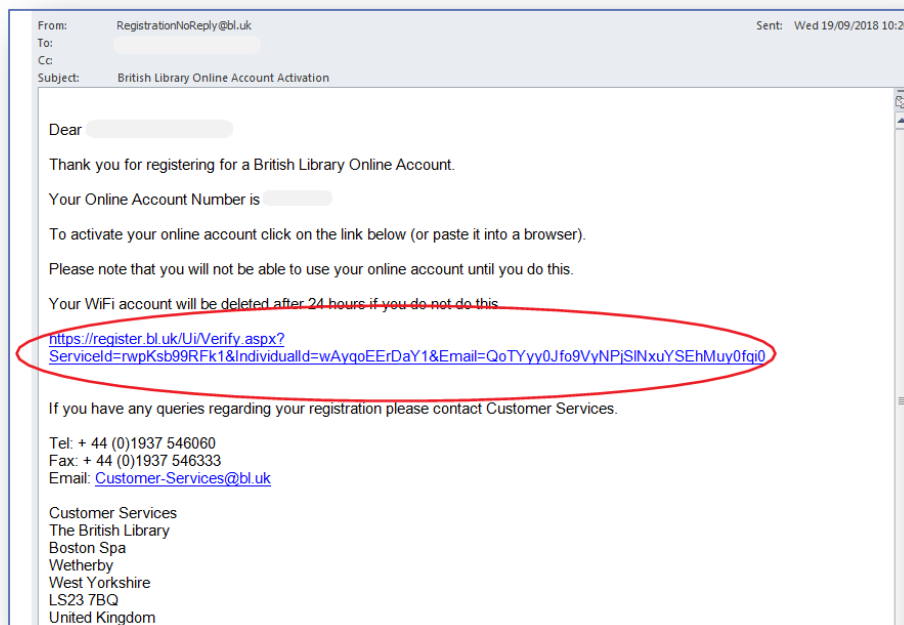 From: RegistrationNoReply@bl.uk Sent: Wed 19/09/2018 10:20
To:
Cc:
Subject: British Library Online Account Activation
Dear
Thank you for registering for a British Library Online Account.
Your Online Account Number is
To activate your online account click on the link below (or paste it into a browser).
Please note that you will not be able to use your online account until you do this.
Your WiFi account will be deleted after 24 hours if you do not do this.
https://register.bl.uk/Ui/Verify.aspx?
ServiceId=rwpKsb99RFk1&IndividualId=wAyqoEErDaY1&Email=QoTYyy0Jfo9VyNPjSlNxuYSEhMuy0fqi0
If you have any queries regarding your registration please contact Customer Services.
Tel: + 44 (0)1937 546060
Fax: + 44 (0)1937 546333
Email: Customer-Services@bl.uk
Customer Services
The British Library
Boston Spa
Wetherby
West Yorkshire
LS23 7BQ
United Kingdom